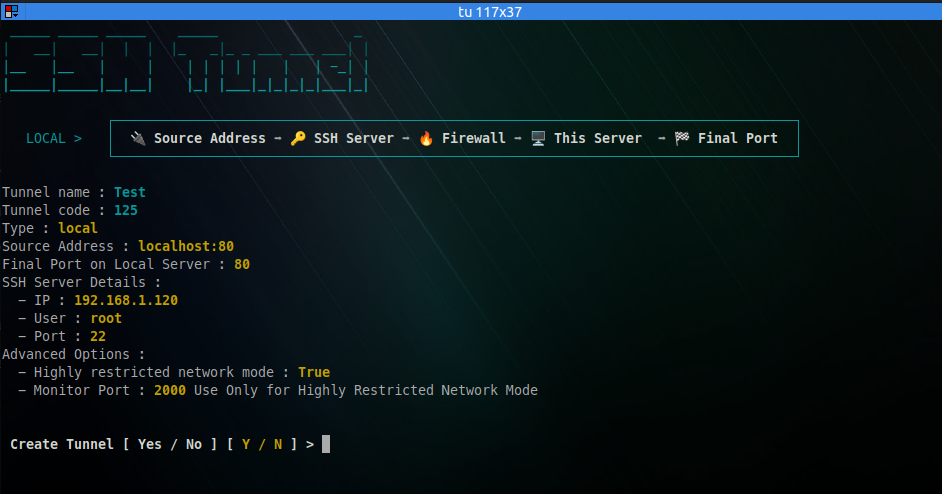 tu 117x37
SSH Tunnel
LOCAL > 🔌 Source Address → 🔑 SSH Server → 🔥 Firewall → 🖥️ This Server → 🏁 Final Port
Tunnel name : Test
Tunnel code : 125
Type : local
Source Address : localhost:80
Final Port on Local Server : 80
SSH Server Details :
– IP : 192.168.1.120
– User : root
– Port : 22
Advanced Options :
– Highly restricted network mode : True
– Monitor Port : 2000 Use Only for Highly Restricted Network Mode
Create Tunnel [ Yes / No ] [ Y / N ] >